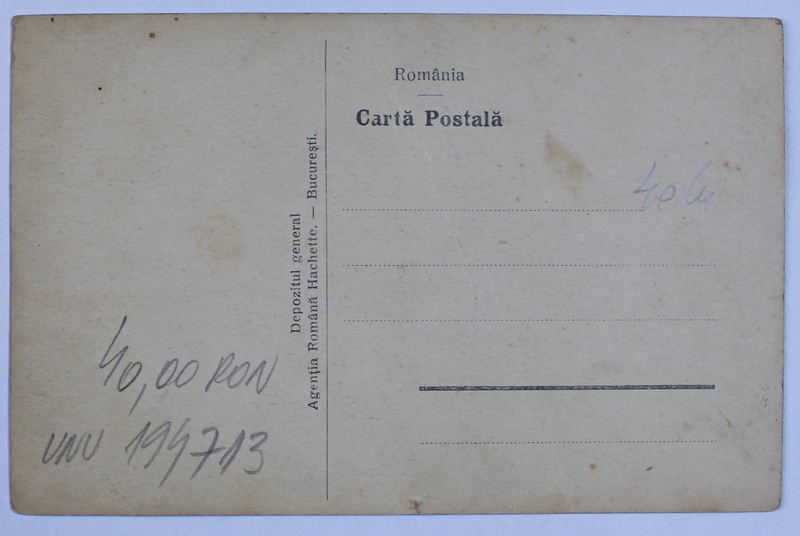 România
Cartă Postală
40 lei
Depozitul general
Agenția Română Hachette. — București.
40,00 RON
UNU 194713